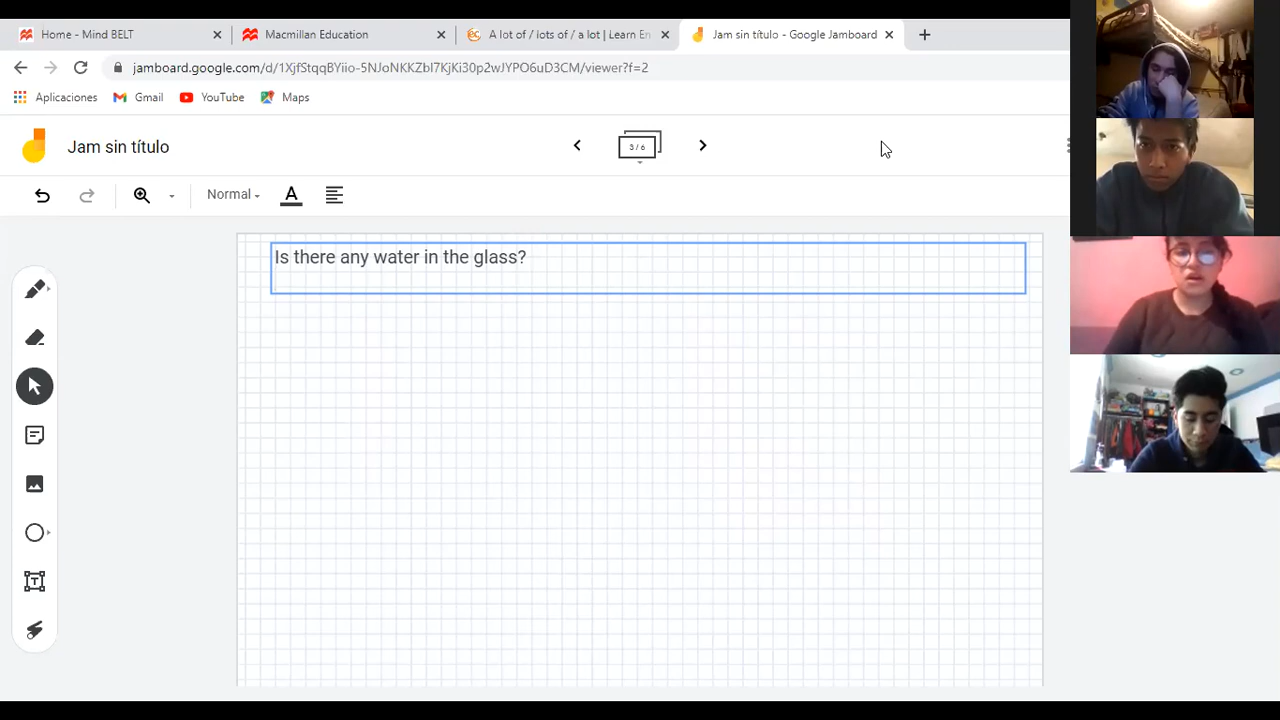 Home - Mind BELT
Macmillan Education
A lot of / lots of / a lot | Learn En
Jam sin título - Google Jamboard
jamboard.google.com/d/1XjfStqqBYiio-5NJoNKKZbl7KjKi30p2wJYPO6uD3CM/viewer?f=2
Aplicaciones
Gmail
YouTube
Maps
Jam sin título
3 / 6
Normal
Is there any water in the glass?